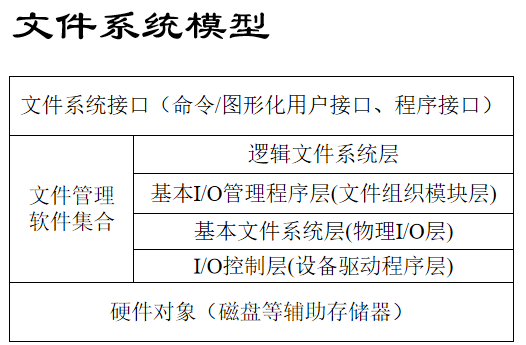 文件系统模型
文件系统接口（命令/图形化用户接口、程序接口）
文件管理
软件集合
逻辑文件系统层
基本I/O管理程序层(文件组织模块层)
基本文件系统层(物理I/O层)
I/O控制层(设备驱动程序层)
硬件对象（磁盘等辅助存储器）